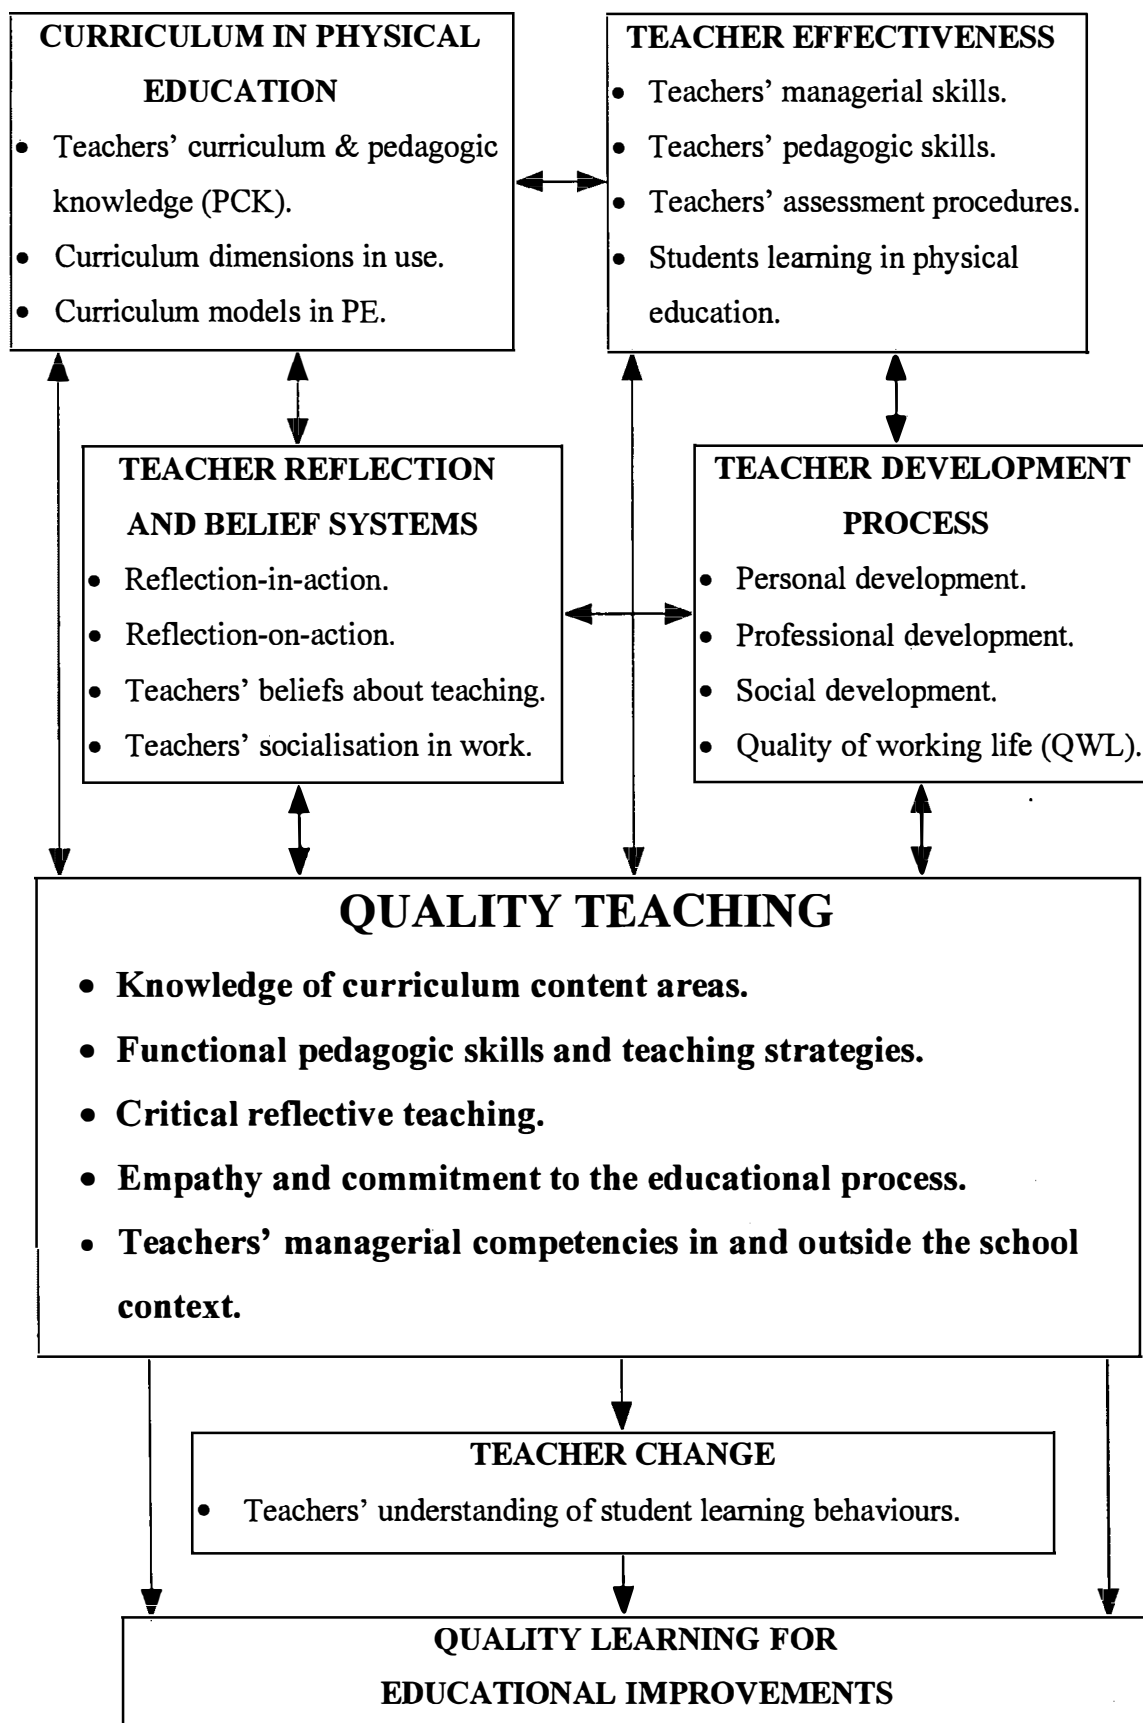 CURRICULUM IN PHYSICAL
EDUCATION
• Teachers’ curriculum & pedagogic
knowledge (PCK).
• Curriculum dimensions in use.
• Curriculum models in PE.
TEACHER EFFECTIVENESS
• Teachers’ managerial skills.
• Teachers’ pedagogic skills.
• Teachers’ assessment procedures.
• Students learning in physical
education.
TEACHER REFLECTION
AND BELIEF SYSTEMS
• Reflection-in-action.
• Reflection-on-action.
• Teachers’ beliefs about teaching.
• Teachers’ socialisation in work.
TEACHER DEVELOPMENT
PROCESS
• Personal development.
• Professional development.
• Social development.
• Quality of working life (QWL).
QUALITY TEACHING
• Knowledge of curriculum content areas.
• Functional pedagogic skills and teaching strategies.
• Critical reflective teaching.
• Empathy and commitment to the educational process.
• Teachers’ managerial competencies in and outside the school
context.
TEACHER CHANGE
• Teachers’ understanding of student learning behaviours.
QUALITY LEARNING FOR
EDUCATIONAL IMPROVEMENTS